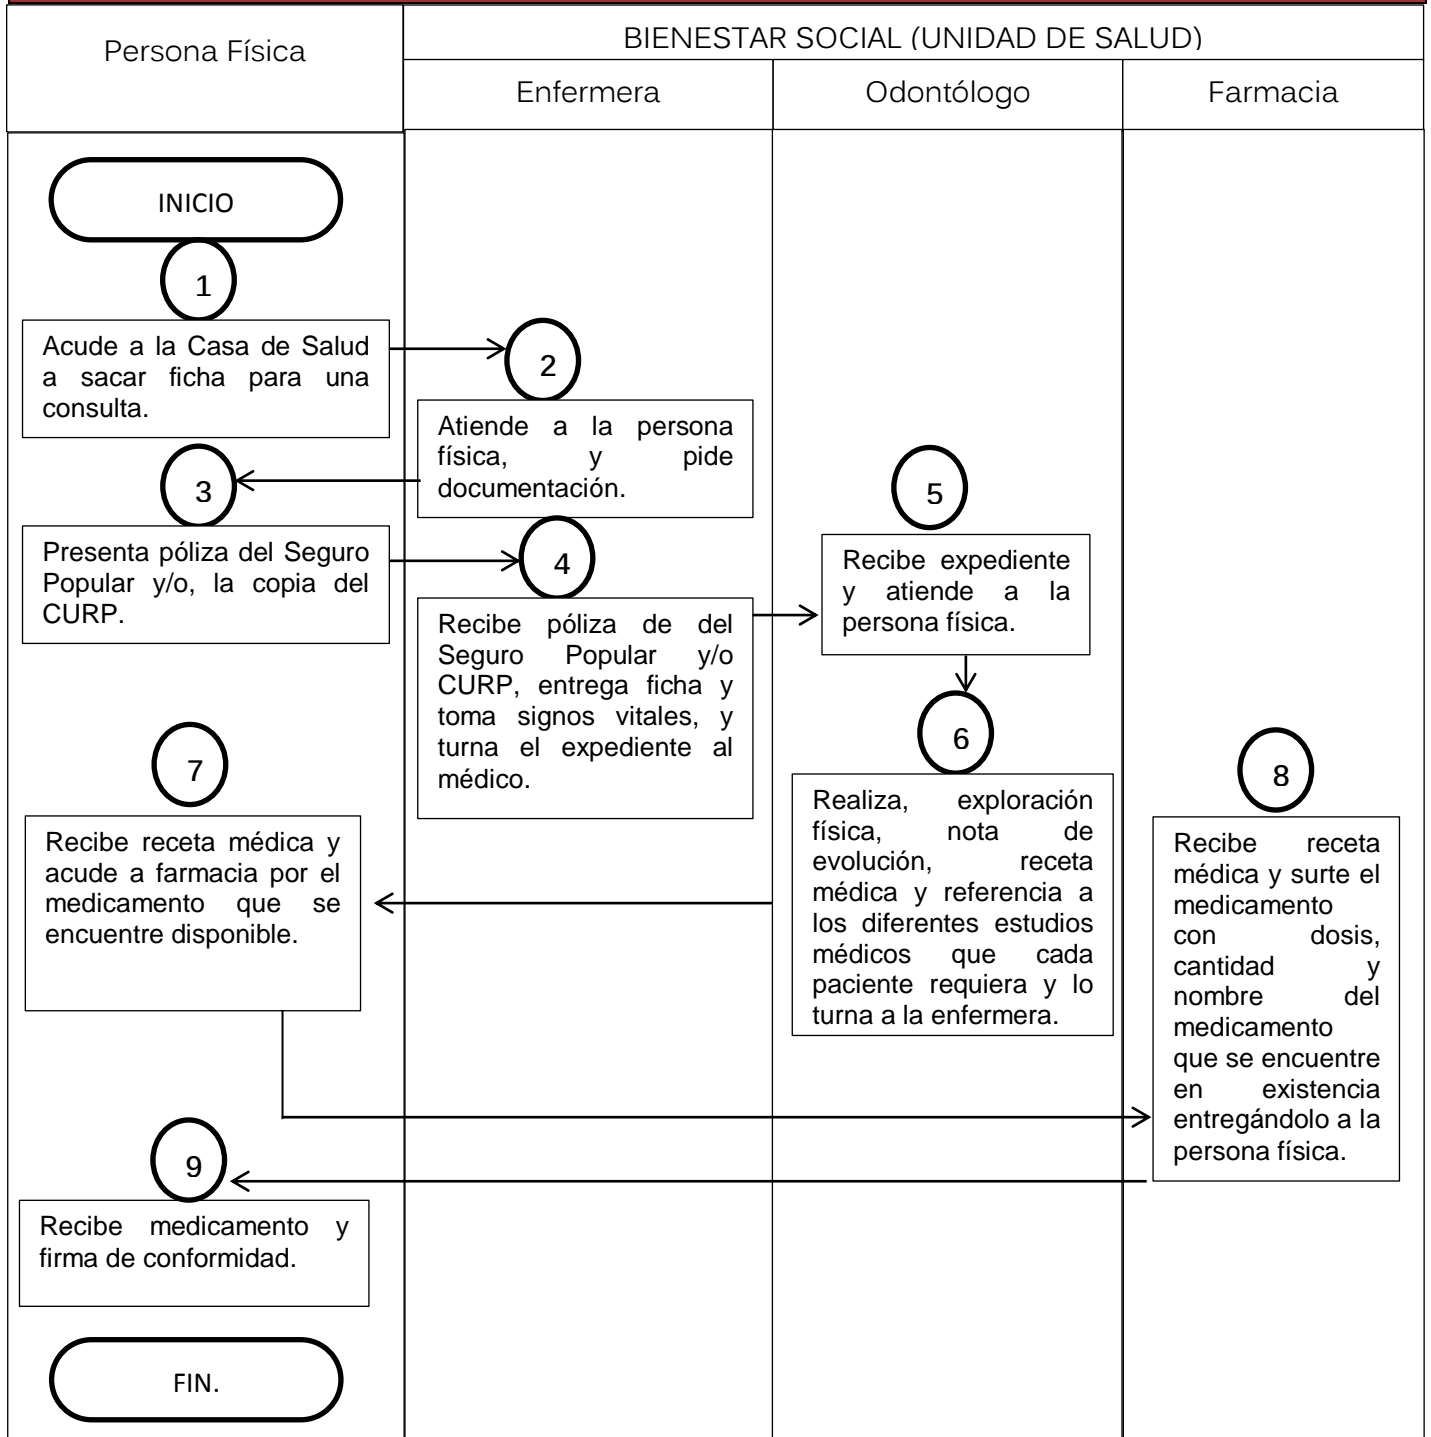 Persona Física
BIENESTAR SOCIAL (UNIDAD DE SALUD)
Enfermera
Odontólogo
Farmacia
INICIO
1
Acude a la Casa de Salud
a sacar ficha para una
consulta.
2
Atiende a la persona
física, y pide
documentación.
3
Presenta póliza del Seguro
Popular y/o, la copia del
CURP.
4
Recibe póliza de del
Seguro Popular y/o
CURP, entrega ficha y
toma signos vitales, y
turna el expediente al
médico.
5
Recibe expediente
y atiende a la
persona física.
6
Realiza, exploración
física, nota de
evolución, receta
médica y referencia a
los diferentes estudios
médicos que cada
paciente requiera y lo
turna a la enfermera.
7
Recibe receta médica y
acude a farmacia por el
medicamento que se
encuentre disponible.
8
Recibe receta
médica y surte el
medicamento
con dosis,
cantidad y
nombre del
medicamento
que se encuentre
en existencia
entregándolo a la
persona física.
9
Recibe medicamento y
firma de conformidad.
FIN.